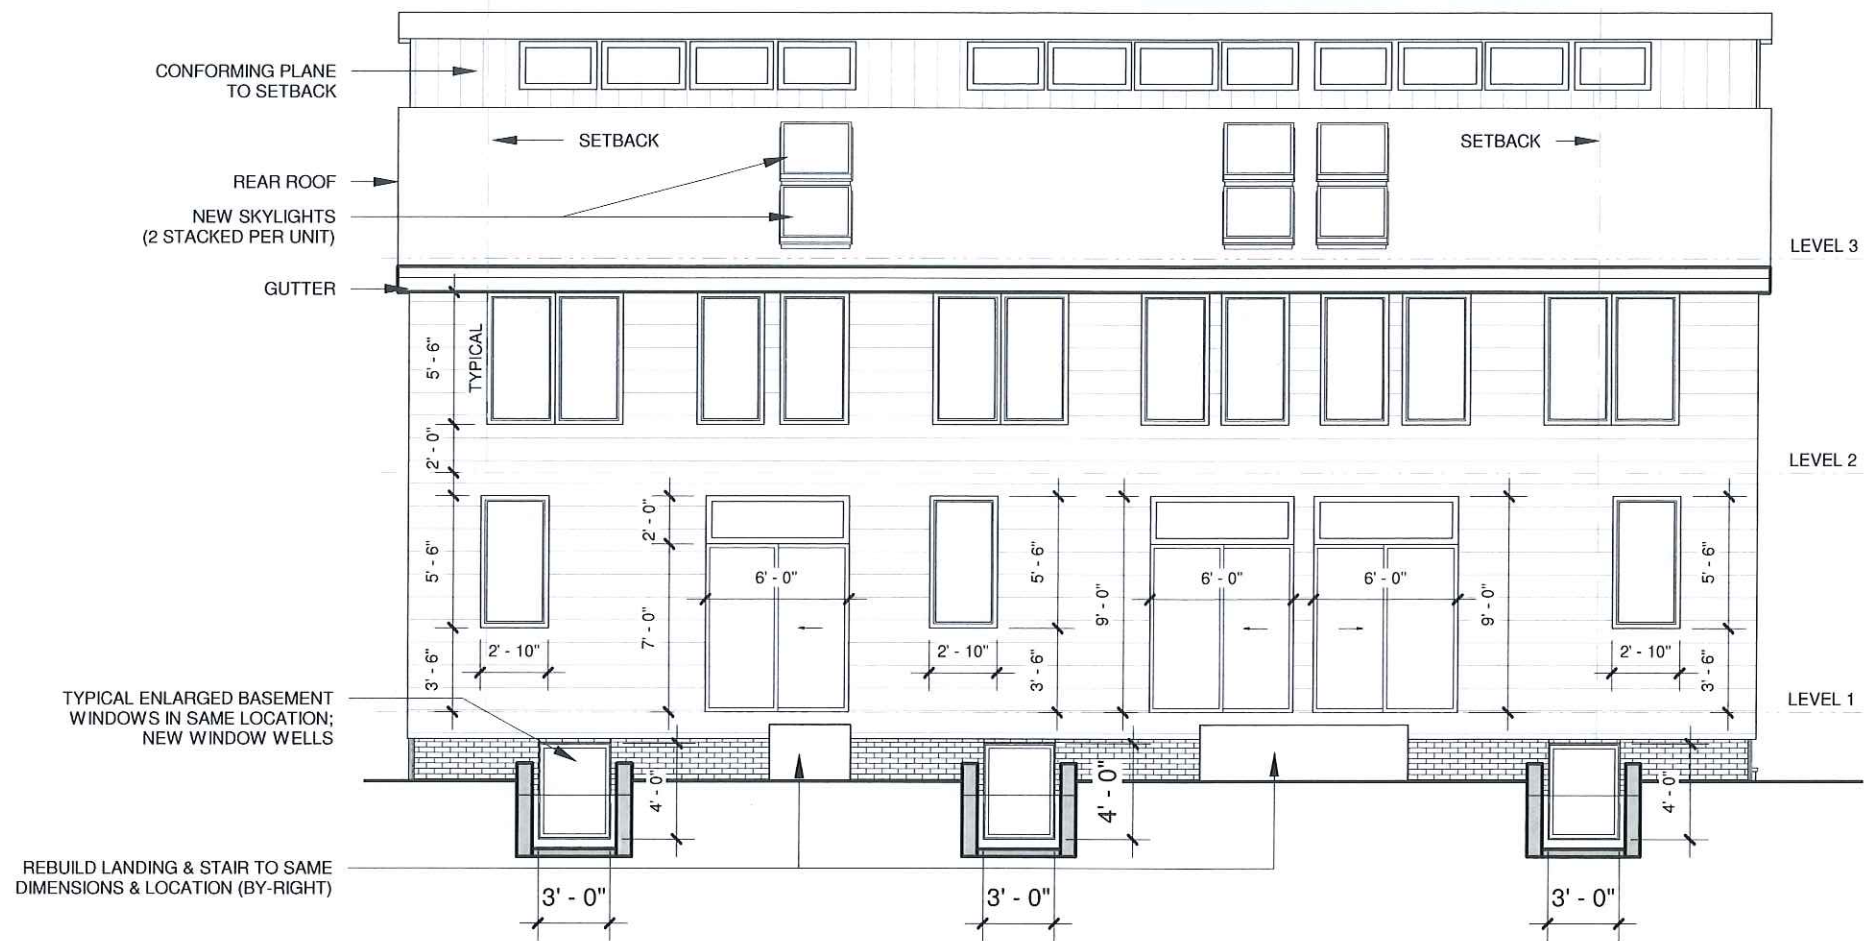 CONFORMING PLANE
TO SETBACK
SETBACK
SETBACK
REAR ROOF
NEW SKYLIGHTS
(2 STACKED PER UNIT)
LEVEL 3
GUTTER
5' - 6"
TYPICAL
2' - 0"
LEVEL 2
5' - 6"
3' - 6"
2' - 10"
2' - 0"
7' - 0"
6' - 0"
2' - 10"
5' - 6"
3' - 6"
9' - 0"
6' - 0"
6' - 0"
9' - 0"
2' - 10"
5' - 6"
3' - 6"
LEVEL 1
TYPICAL ENLARGED BASEMENT
WINDOWS IN SAME LOCATION;
NEW WINDOW WELLS
4' - 0"
4' - 0"
4' - 0"
REBUILD LANDING & STAIR TO SAME
DIMENSIONS & LOCATION (BY-RIGHT)
3' - 0"
3' - 0"
3' - 0"